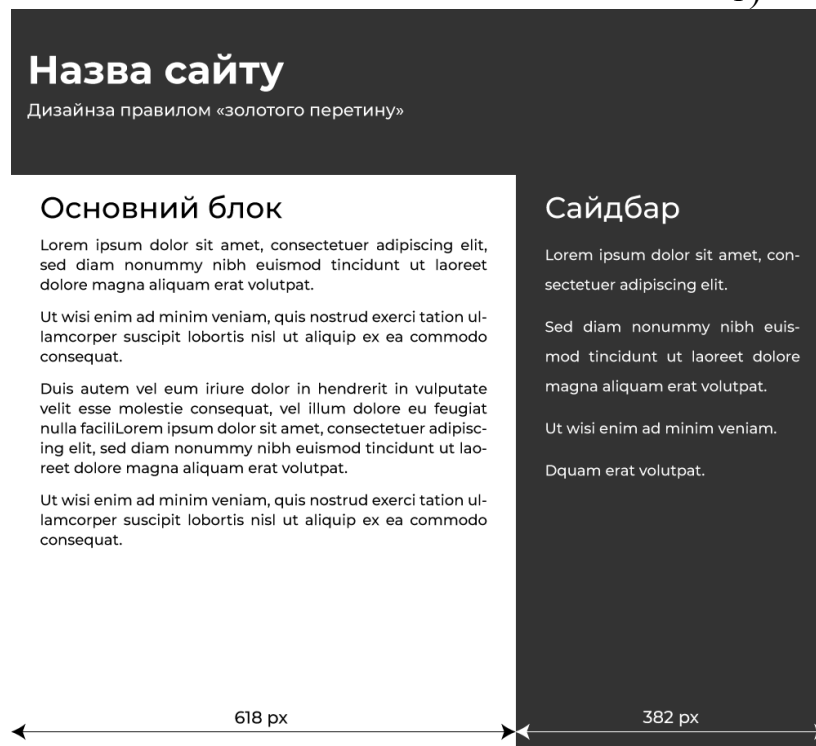 Назва сайту
Дизайнза правилом «золотого перетину»
Основний блок
Lorem ipsum dolor sit amet, consectetuer adipiscing elit,
sed diam nonummy nibh euismod tincidunt ut laoreet
dolore magna aliquam erat volutpat.
Ut wisi enim ad minim veniam, quis nostrud exerci tation ul-
lamcorper suscipit lobortis nisl ut aliquip ex ea commodo
consequat.
Duis autem vel eum iriure dolor in hendrerit in vulputate
velit esse molestie consequat, vel illum dolore eu feugiat
nulla faciliLorem ipsum dolor sit amet, consectetuer adipisc-
ing elit, sed diam nonummy nibh euismod tincidunt ut lao-
reet dolore magna aliquam erat volutpat.
Ut wisi enim ad minim veniam, quis nostrud exerci tation ul-
lamcorper suscipit lobortis nisl ut aliquip ex ea commodo
consequat.
618 px
Сайдбар
Lorem ipsum dolor sit amet, con-
sectetuer adipiscing elit.
Sed diam nonummy nibh euis-
mod tincidunt ut laoreet dolore
magna aliquam erat volutpat.
Ut wisi enim ad minim veniam.
Dquam erat volutpat.
382 px